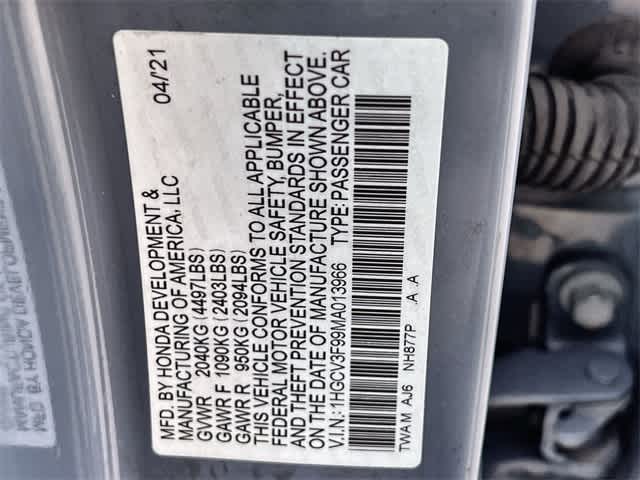 MFD. BY HONDA DEVELOPMENT & 04/'21
MANUFACTURING OF AMERICA, LLC
GVWR 2040KG (4497LBS)
GAWR F 1090KG (2403LBS)
GAWR R 950KG (2094LBS)
THIS VEHICLE CONFORMS TO ALL APPLICABLE
FEDERAL MOTOR VEHICLE SAFETY, BUMPER,
AND THEFT PREVENTION STANDARDS IN EFFECT
ON THE DATE OF MANUFACTURE SHOWN ABOVE.
V.I.N.: 1HGCV3F99MA013966 TYPE: PASSENGER CAR
TWA M AJ6 NH877P .A .A